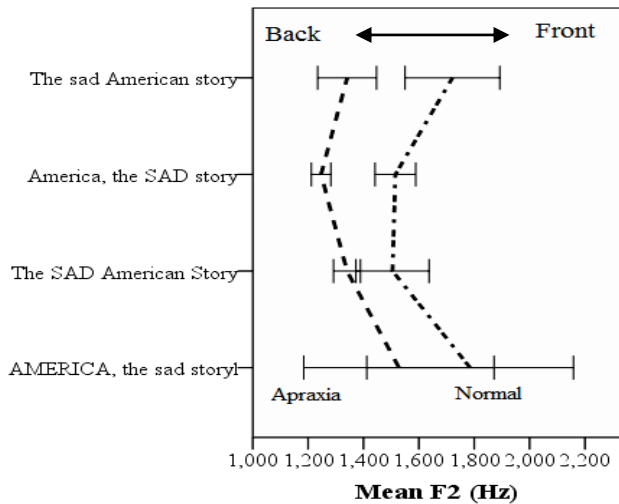 Back Front
The sad American story
America, the SAD story
The SAD American Story
AMERICA, the sad storyl
Apraxia Normal
1,000 1,200 1,400 1,600 1,800 2,000 2,200
Mean F2 (Hz)